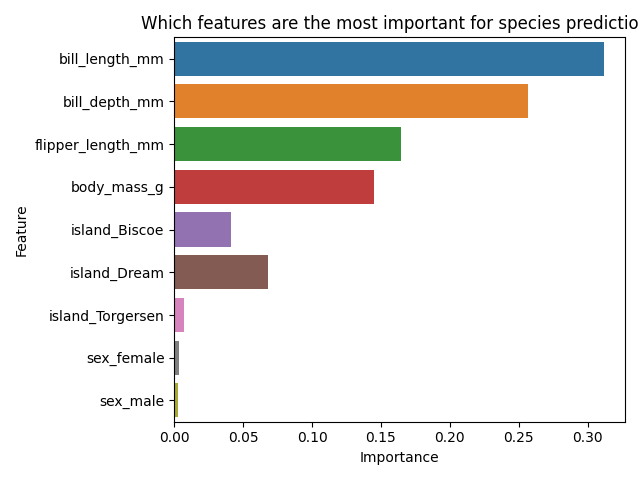 Which features are the most important for species predictio
bill_length_mm
bill_depth_mm
flipper_length_mm
body_mass_g
island_Biscoe
island_Dream
island_Torgersen
sex_female
sex_male
Feature
0.00 0.05 0.10 0.15 0.20 0.25 0.30
Importance